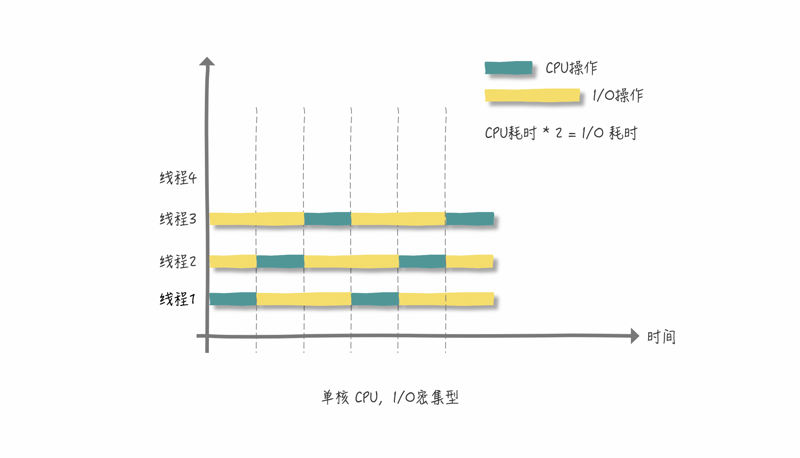 CPU操作
I/O操作
CPU耗时 * 2 = I/O 耗时
线程4
线程3
线程2
线程1
时间
单核 CPU，I/O密集型